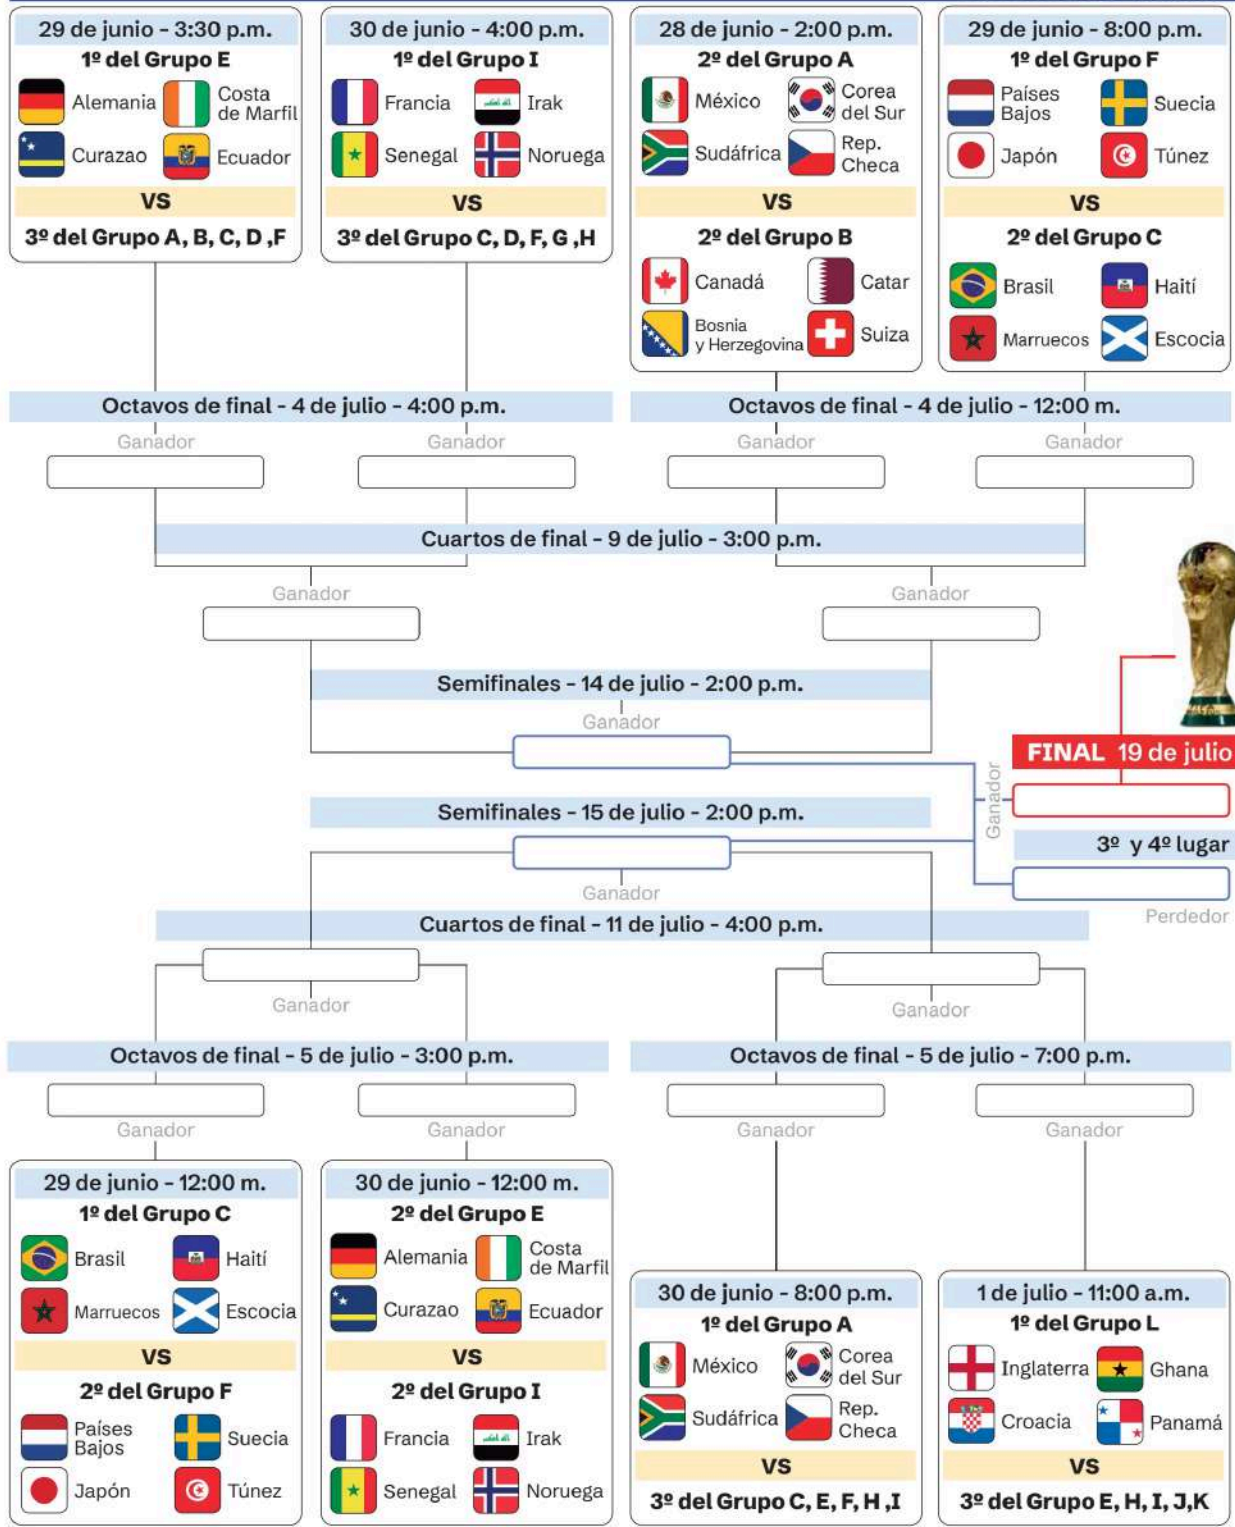 29 de junio - 3:30 p.m.
1º del Grupo E
Alemania
Costa
de Marfil
Curazao
Ecuador
VS
3º del Grupo A, B, C, D ,F
30 de junio - 4:00 p.m.
1º del Grupo I
Francia
Irak
Senegal
Noruega
VS
3º del Grupo C, D, F, G ,H
28 de junio - 2:00 p.m.
2º del Grupo A
México
Corea
del Sur
Sudáfrica
Rep.
Checa
VS
2º del Grupo B
Canadá
Catar
Bosnia
y Herzegovina
Suiza
29 de junio - 8:00 p.m.
1º del Grupo F
Países
Bajos
Suecia
Japón
Túnez
VS
2º del Grupo C
Brasil
Haití
Marruecos
Escocia
Octavos de final - 4 de julio - 4:00 p.m.
Octavos de final - 4 de julio - 12:00 m.
Ganador
Ganador
Ganador
Ganador
Cuartos de final - 9 de julio - 3:00 p.m.
Ganador
Ganador
Semifinales - 14 de julio - 2:00 p.m.
Ganador
FINAL 19 de julio
Ganador
Semifinales - 15 de julio - 2:00 p.m.
3º y 4º lugar
Ganador
Perdedor
Cuartos de final - 11 de julio - 4:00 p.m.
Ganador
Ganador
Octavos de final - 5 de julio - 3:00 p.m.
Octavos de final - 5 de julio - 7:00 p.m.
Ganador
Ganador
Ganador
Ganador
29 de junio - 12:00 m.
1º del Grupo C
Brasil
Haití
Marruecos
Escocia
VS
2º del Grupo F
Países
Bajos
Suecia
Japón
Túnez
30 de junio - 12:00 m.
2º del Grupo E
Alemania
Costa
de Marfil
Curazao
Ecuador
VS
2º del Grupo I
Francia
Irak
Senegal
Noruega
30 de junio - 8:00 p.m.
1º del Grupo A
México
Corea
del Sur
Sudáfrica
Rep.
Checa
VS
3º del Grupo C, E, F, H ,I
1 de julio - 11:00 a.m.
1º del Grupo L
Inglaterra
Ghana
Croacia
Panamá
VS
3º del Grupo E, H, I, J,K